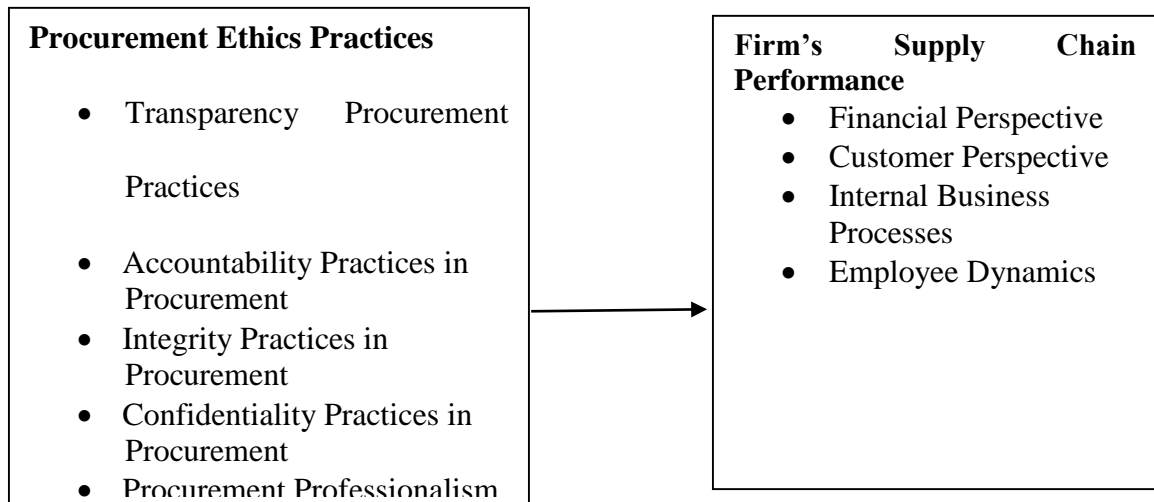 Procurement Ethics Practices
• Transparency Procurement
Practices
• Accountability Practices in
Procurement
• Integrity Practices in
Procurement
• Confidentiality Practices in
Procurement
• Procurement Professionalism
Firm’s Supply Chain
Performance
• Financial Perspective
• Customer Perspective
• Internal Business
Processes
• Employee Dynamics